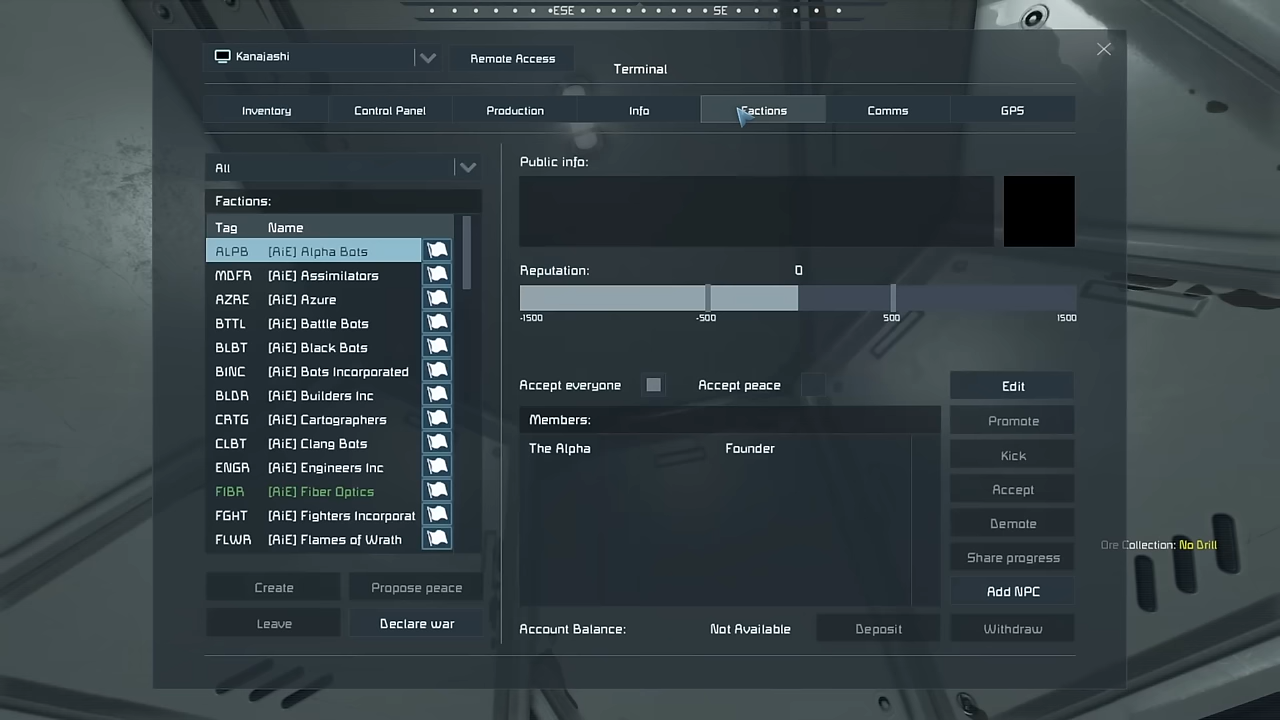 ESE SE
Kanajashi
Remote Access
Terminal
Inventory Control Panel Production Info Factions Comms GPS
All
Factions:
Tag Name
ALPB [AiE] Alpha Bots
MDFR [AiE] Assimilators
AZRE [AiE] Azure
BTTL [AiE] Battle Bots
BLBT [AiE] Black Bots
BINC [AiE] Bots Incorporated
BLDR [AiE] Builders Inc
CRTG [AiE] Cartographers
CLBT [AiE] Clang Bots
ENGR [AiE] Engineers Inc
FIBR [AiE] Fiber Optics
FGHT [AiE] Fighters Incorporat
FLWR [AiE] Flames of Wrath
Create Propose peace
Leave Declare war
Public info:
Reputation: 0
-1500 -500 500 1500
Accept everyone Accept peace
Members:
The Alpha Founder
Account Balance: Not Available Deposit
Edit
Promote
Kick
Accept
Demote
Share progress
Add NPC
Withdraw
Ore Collection: No Drill